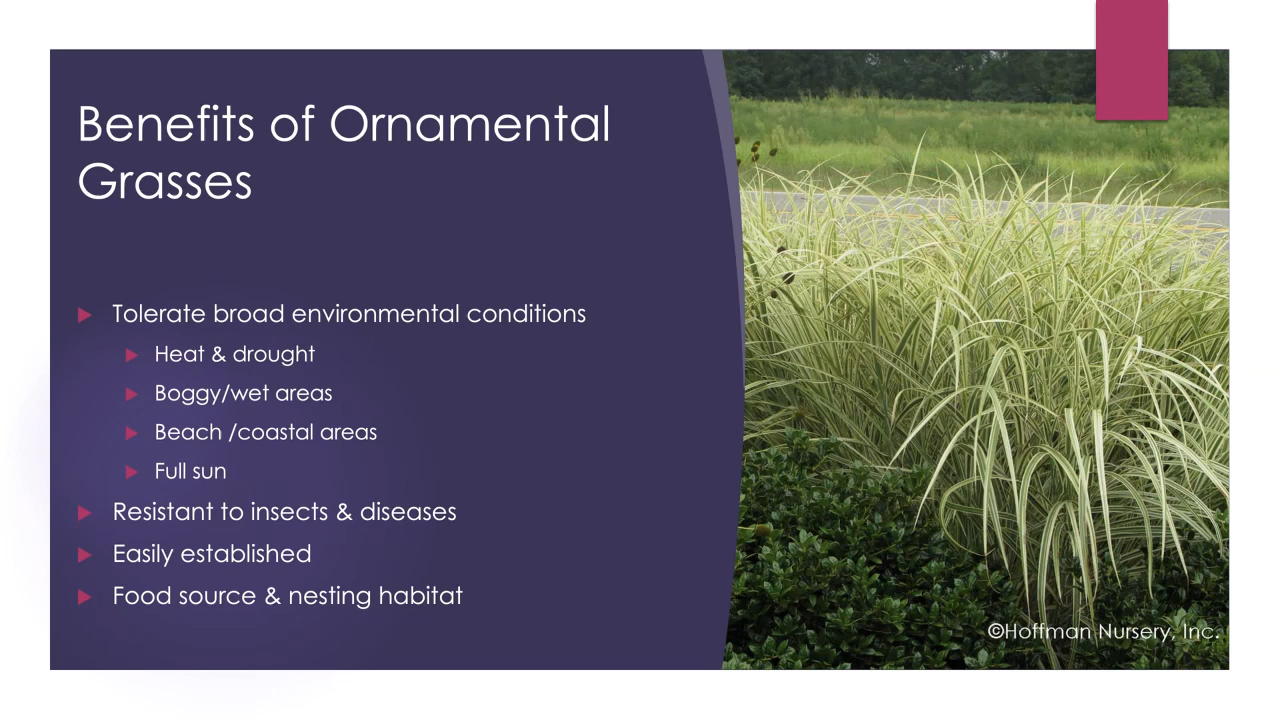 Benefits of Ornamental
Grasses
Tolerate broad environmental conditions
Heat & drought
Boggy/wet areas
Beach /coastal areas
Full sun
Resistant to insects & diseases
Easily established
Food source & nesting habitat
©Hoffman Nursery, Inc.